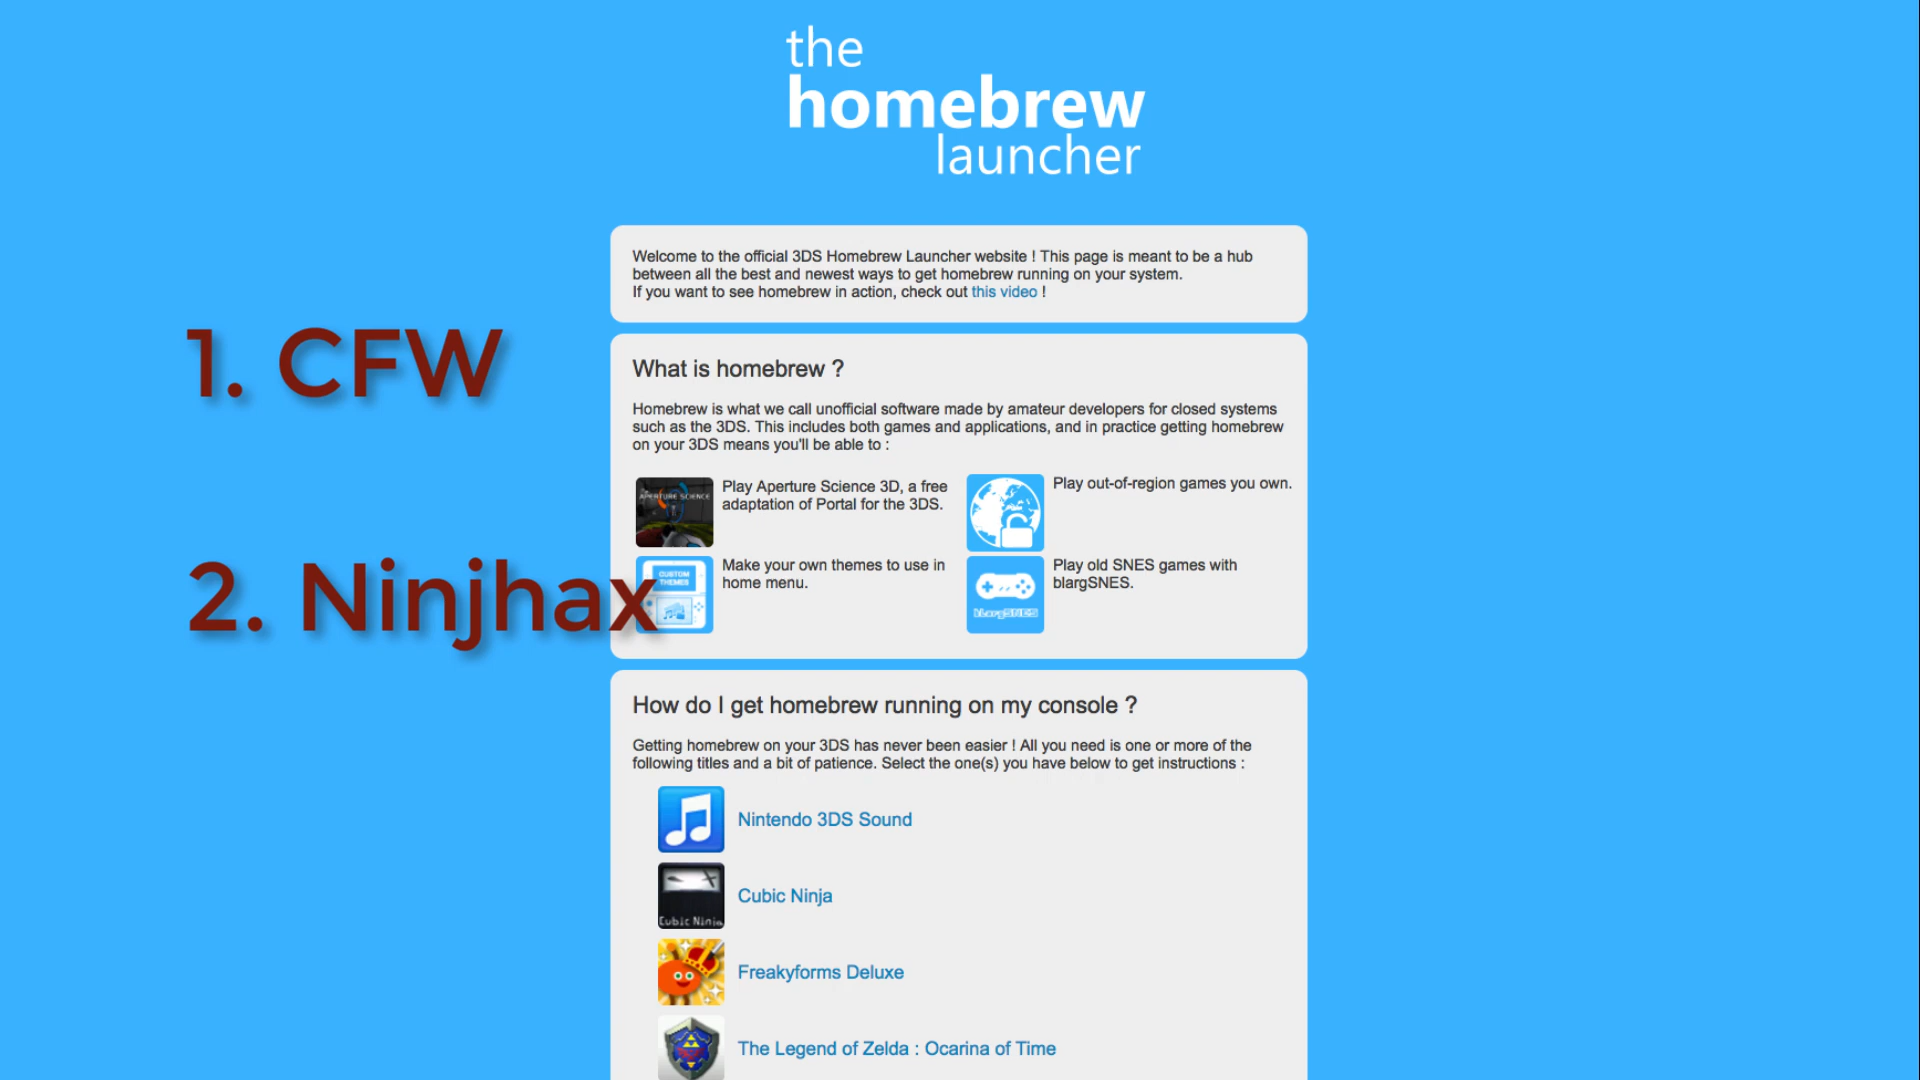 the
homebrew
launcher
Welcome to the official 3DS Homebrew Launcher website ! This page is meant to be a hub
between all the best and newest ways to get homebrew running on your system.
If you want to see homebrew in action, check out this video !
1. CFW
2. Ninjhax
What is homebrew ?
Homebrew is what we call unofficial software made by amateur developers for closed systems
such as the 3DS. This includes both games and applications, and in practice getting homebrew
on your 3DS means you'll be able to :
APERTURE SCIENCE
Play Aperture Science 3D, a free
adaptation of Portal for the 3DS.
Play out-of-region games you own.
CUSTOM
THEMES
Make your own themes to use in
home menu.
blargSNES
Play old SNES games with
blargSNES.
How do I get homebrew running on my console ?
Getting homebrew on your 3DS has never been easier ! All you need is one or more of the
following titles and a bit of patience. Select the one(s) you have below to get instructions :
Nintendo 3DS Sound
Cubic Ninja
Cubic Ninja
Freakyforms Deluxe
The Legend of Zelda : Ocarina of Time